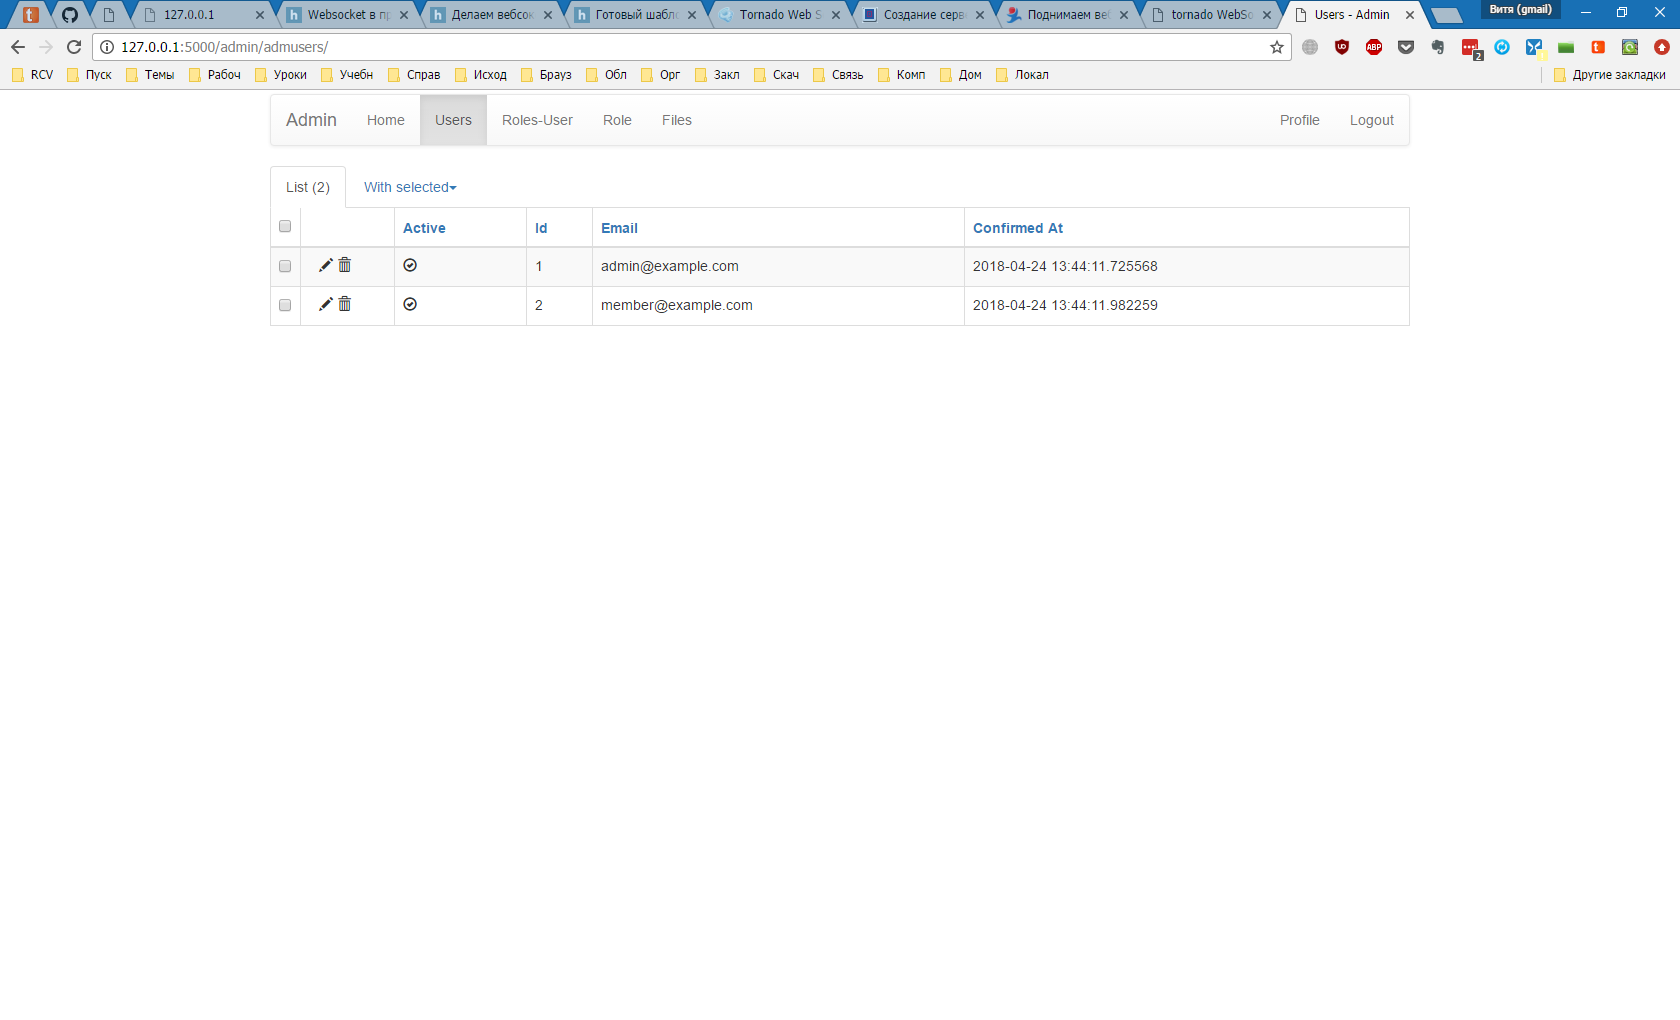 127.0.0.1 Websocket в пр Делаем вебсок Готовый шабло Tornado Web S Создание серв Поднимаем веб tornado WebSo Users - Admin Витя (gmail)
127.0.0.1:5000/admin/admusers/
RCV Пуск Темы Рабоч Уроки Учебн Справ Исход Брауз Обл Орг Закл Скач Связь Комп Дом Локал Другие закладки
Admin Home Users Roles-User Role Files Profile Logout
List (2) With selected
Active Id Email Confirmed At
1 admin@example.com 2018-04-24 13:44:11.725568
2 member@example.com 2018-04-24 13:44:11.982259